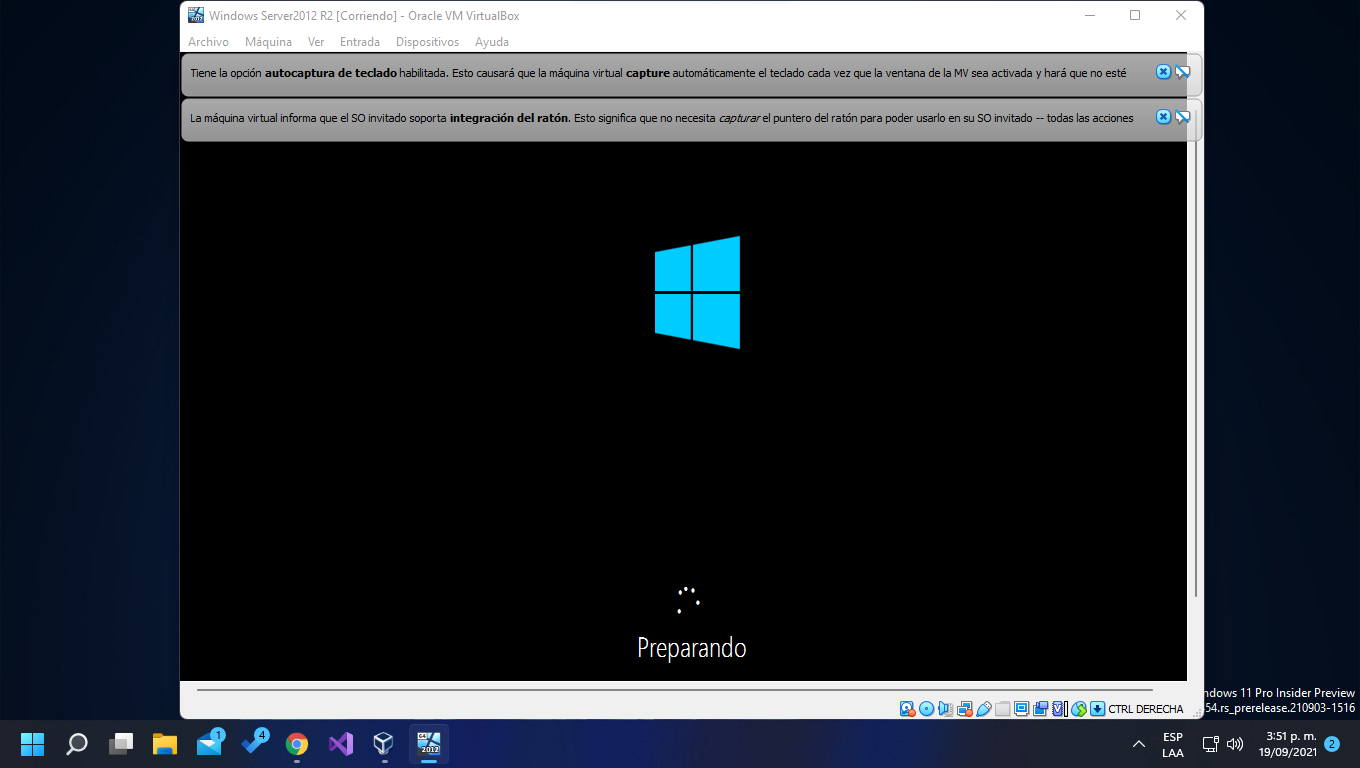 Windows Server2012 R2 [Corriendo] - Oracle VM VirtualBox
Archivo Máquina Ver Entrada Dispositivos Ayuda
Tiene la opción autocaptura de teclado habilitada. Esto causará que la máquina virtual capture automáticamente el teclado cada vez que la ventana de la MV sea activada y hará que no esté
La máquina virtual informa que el SO invitado soporta integración del ratón. Esto significa que no necesita capturar el puntero del ratón para poder usarlo en su SO invitado -- todas las acciones
Preparando
ndows 11 Pro Insider Preview
54.rs_prerelease.210903-1516
CTRL DERECHA
1
4
2012
ESP
LAA
3:51 p. m.
19/09/2021
2